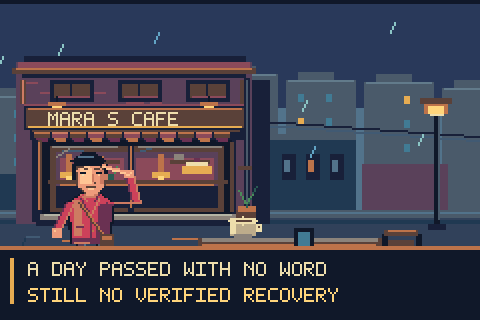 MARA S CAFE
A DAY PASSED WITH NO WORD
STILL NO VERIFIED RECOVERY